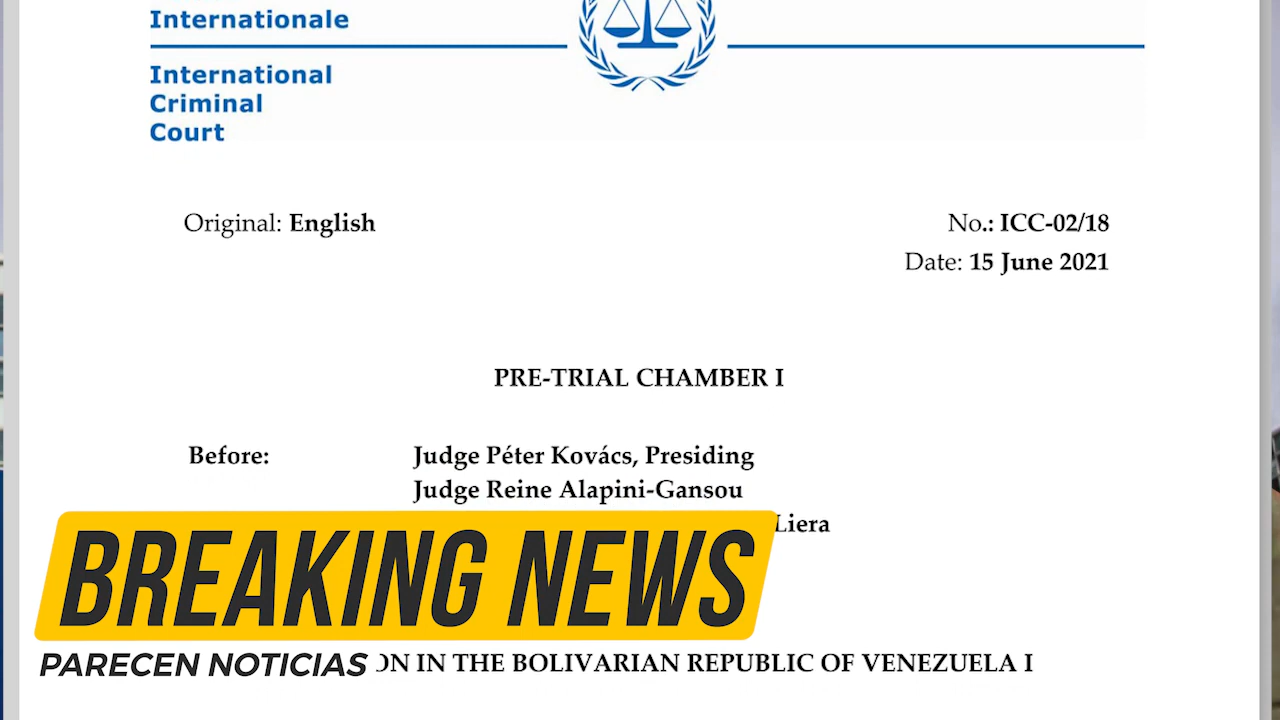 Internationale
International
Criminal
Court
Original: English
No.: ICC-02/18
Date: 15 June 2021
PRE-TRIAL CHAMBER I
Before:
Judge Péter Kovács, Presiding
Judge Reine Alapini-Gansou
Liera
BREAKING NEWS
PARECEN NOTICIAS
IN THE BOLIVARIAN REPUBLIC OF VENEZUELA I